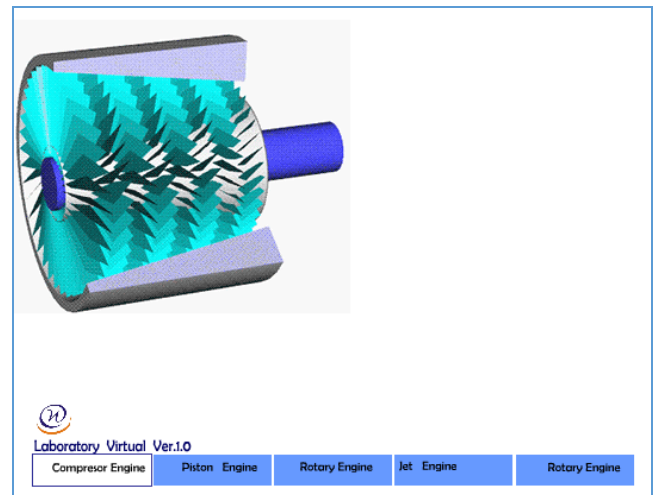 Laboratory Virtual Ver.1.0
Compresor Engine Piston Engine Rotary Engine Jet Engine Rotary Engine